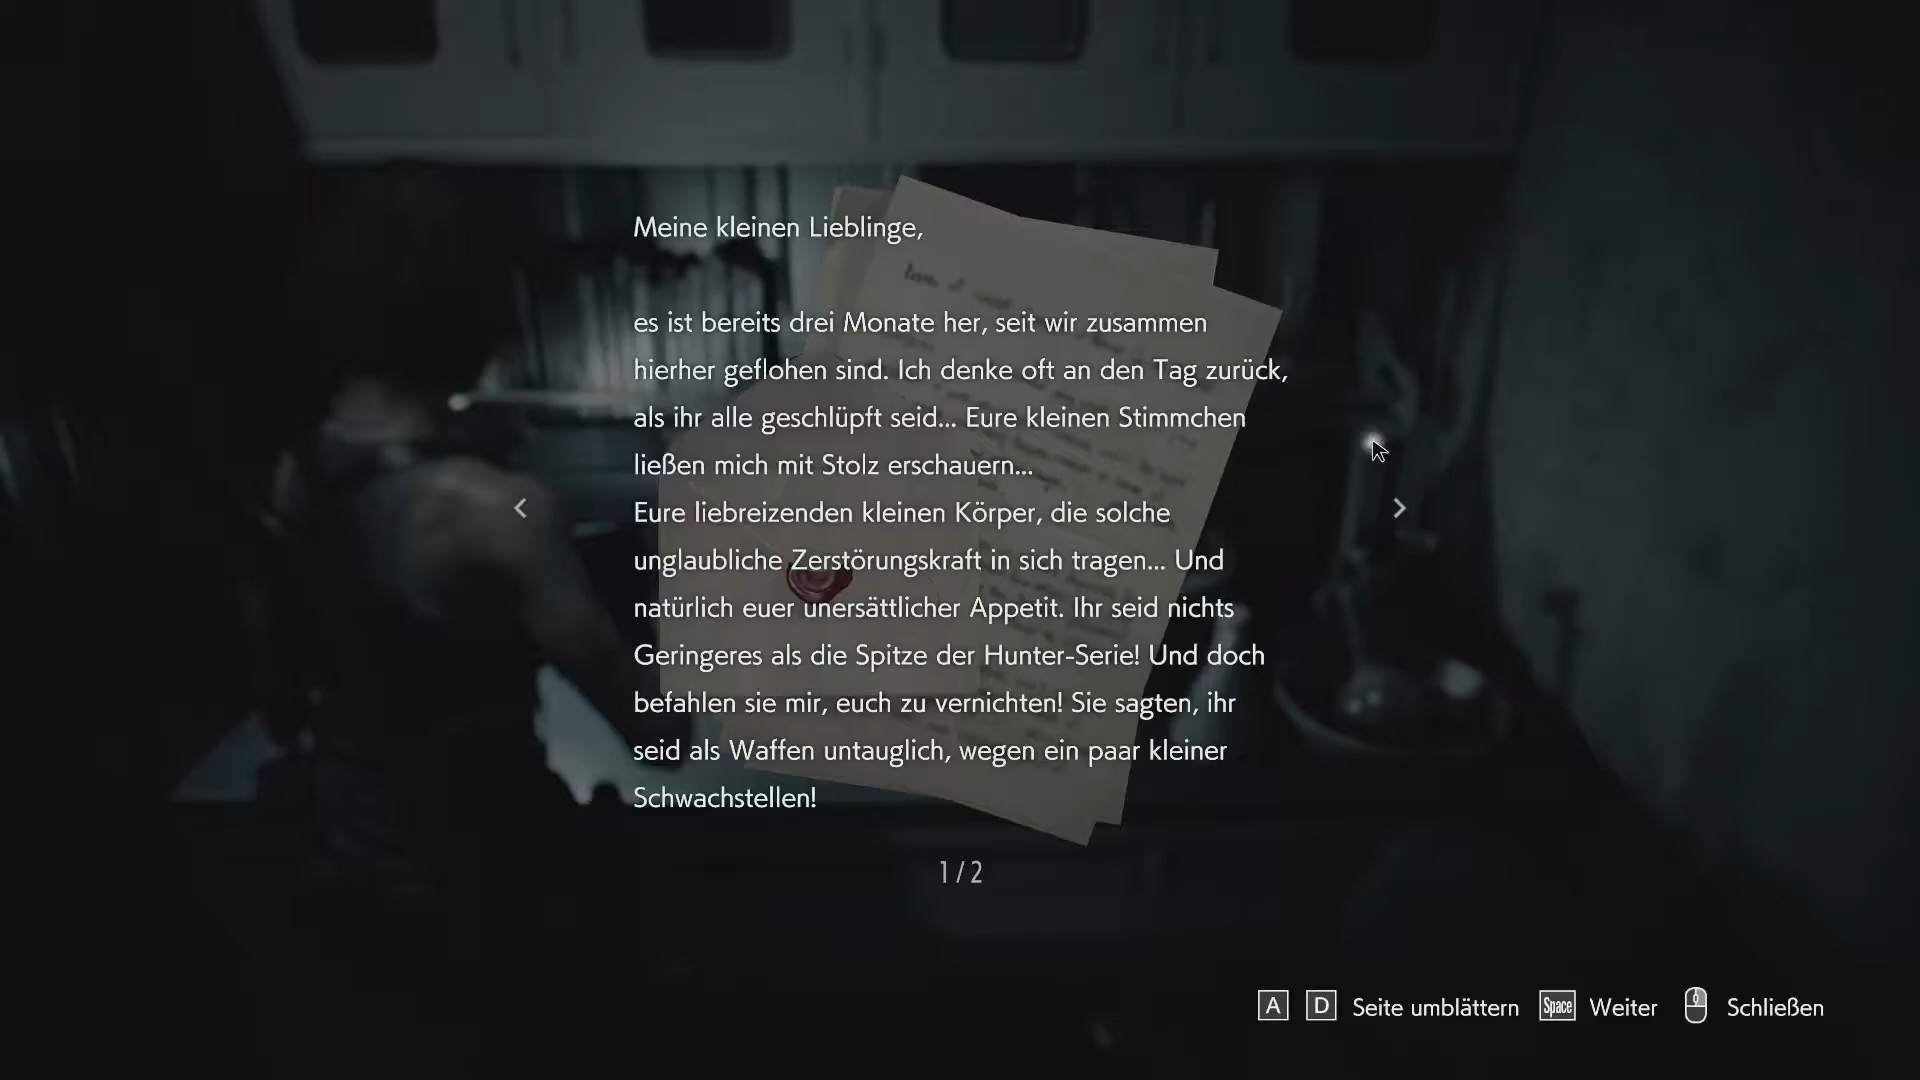 Meine kleinen Lieblinge,
es ist bereits drei Monate her, seit wir zusammen
hierher geflohen sind. Ich denke oft an den Tag zurück,
als ihr alle geschlüpft seid... Eure kleinen Stimmchen
ließen mich mit Stolz erschauern...
Eure liebreizenden kleinen Körper, die solche
unglaubliche Zerstörungskraft in sich tragen... Und
natürlich euer unersättlicher Appetit. Ihr seid nichts
Geringeres als die Spitze der Hunter-Serie! Und doch
befahlen sie mir, euch zu vernichten! Sie sagten, ihr
seid als Waffen untauglich, wegen ein paar kleiner
Schwachstellen!
1 / 2
A D Seite umblättern Space Weiter Schließen